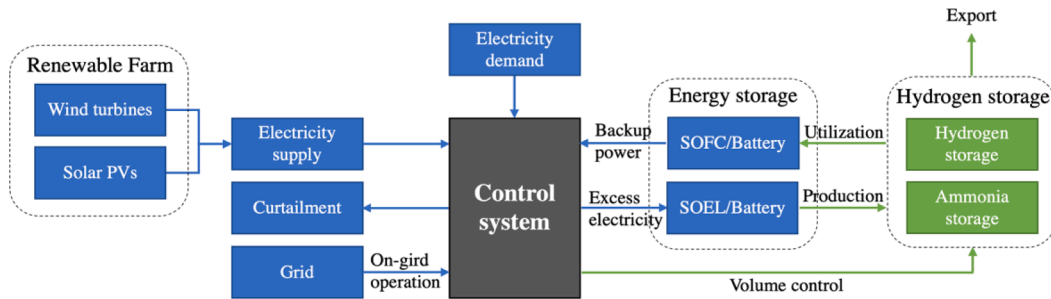 Export
Electricity
demand
Renewable Farm
Wind turbines
Solar PVs
Electricity
supply
Curtailment
Grid
On-gird
operation
Control
system
Backup
power
Excess
electricity
Energy storage
SOFC/Battery
SOEL/Battery
Utilization
Production
Hydrogen storage
Hydrogen
storage
Ammonia
storage
Volume control